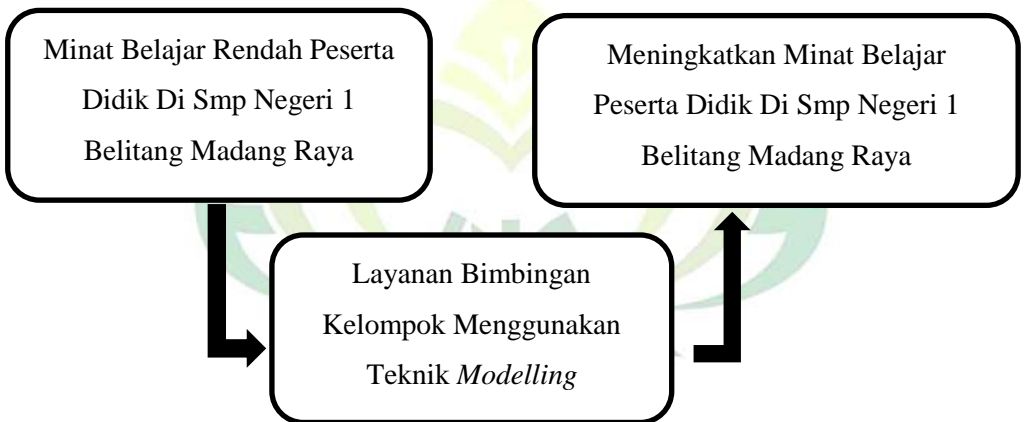 Minat Belajar Rendah Peserta
Didik Di Smp Negeri 1
Belitang Madang Raya
Meningkatkan Minat Belajar
Peserta Didik Di Smp Negeri 1
Belitang Madang Raya
Layanan Bimbingan
Kelompok Menggunakan
Teknik Modelling